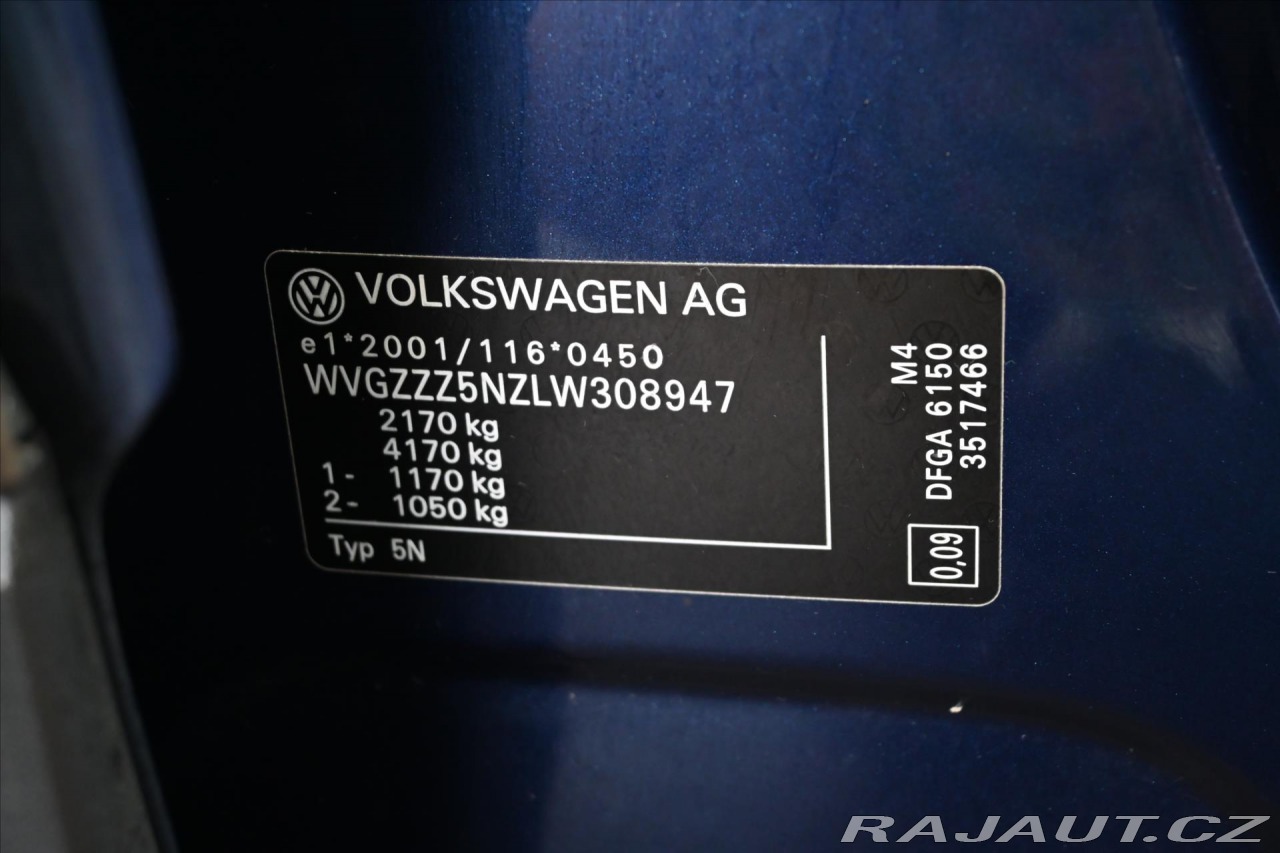 VOLKSWAGEN AG
e1*2001/116*0450
WVGZZZ5NZLW308947
2170 kg
4170 kg
1- 1170 kg
2- 1050 kg
Typ 5N
M4
DFGA 6150
3517466
0,09
RAJAUT.CZ